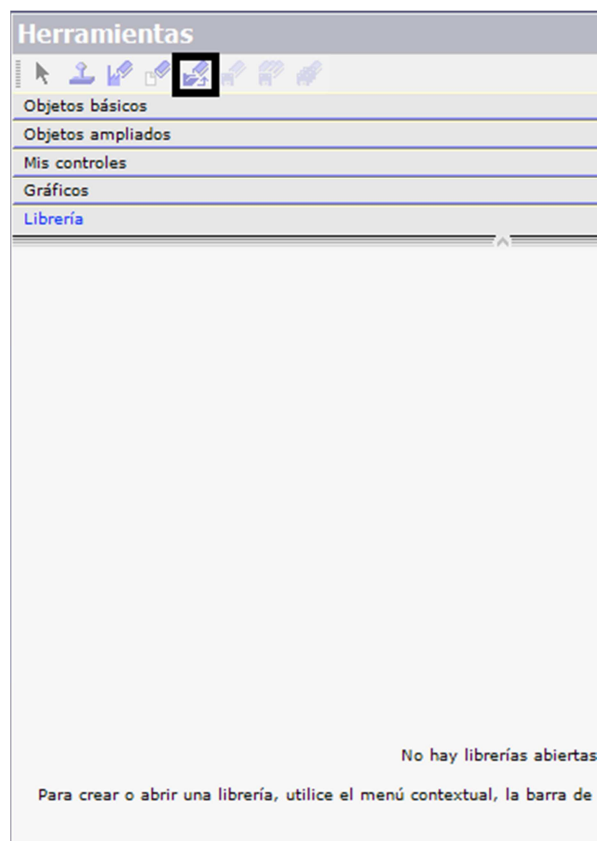 Herramientas
Objetos básicos
Objetos ampliados
Mis controles
Gráficos
Librería
No hay librerías abiertas
Para crear o abrir una librería, utilice el menú contextual, la barra de